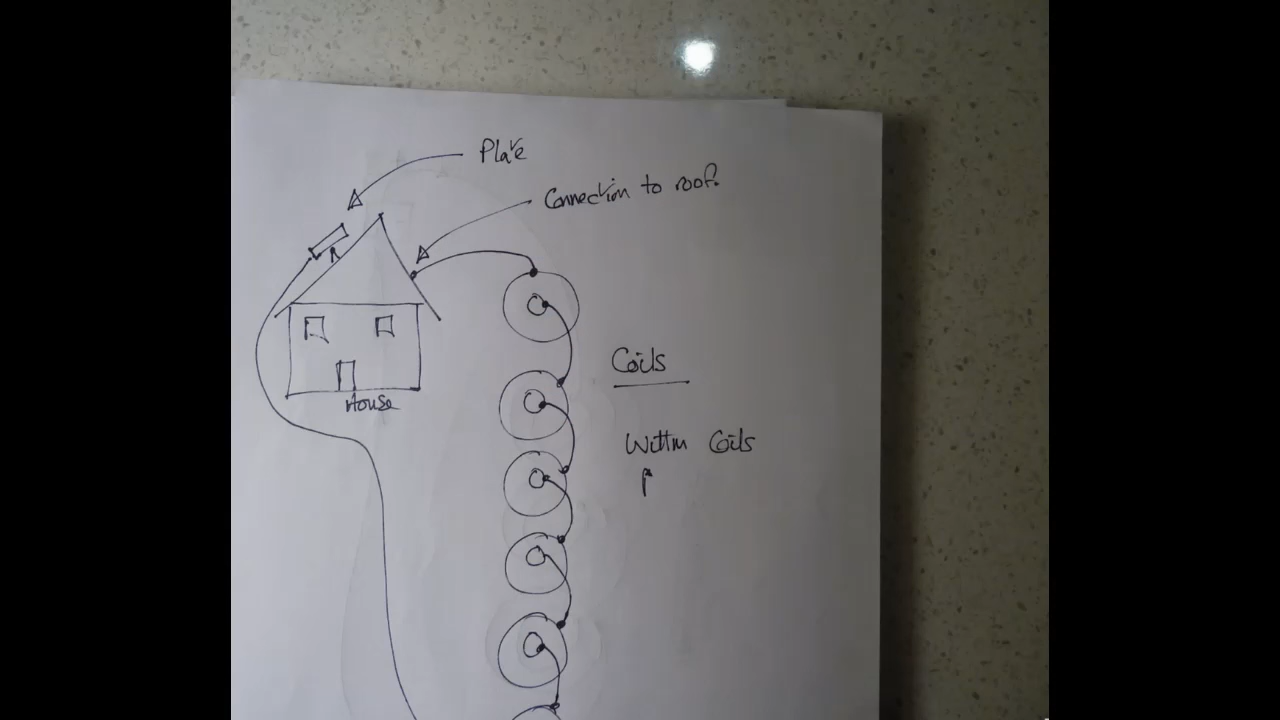 Plate
Connection to roof.
House
Coils
Within Coils